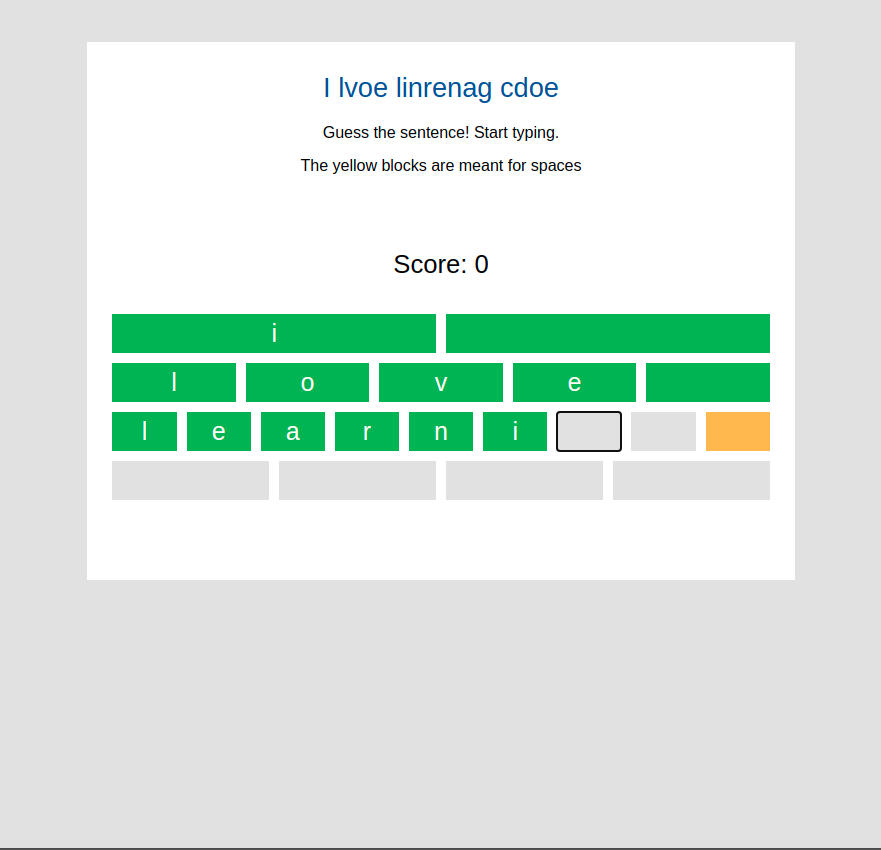 I lvoe linrenag cdoe
Guess the sentence! Start typing.
The yellow blocks are meant for spaces
Score: 0
i
l o v e
l e a r n i